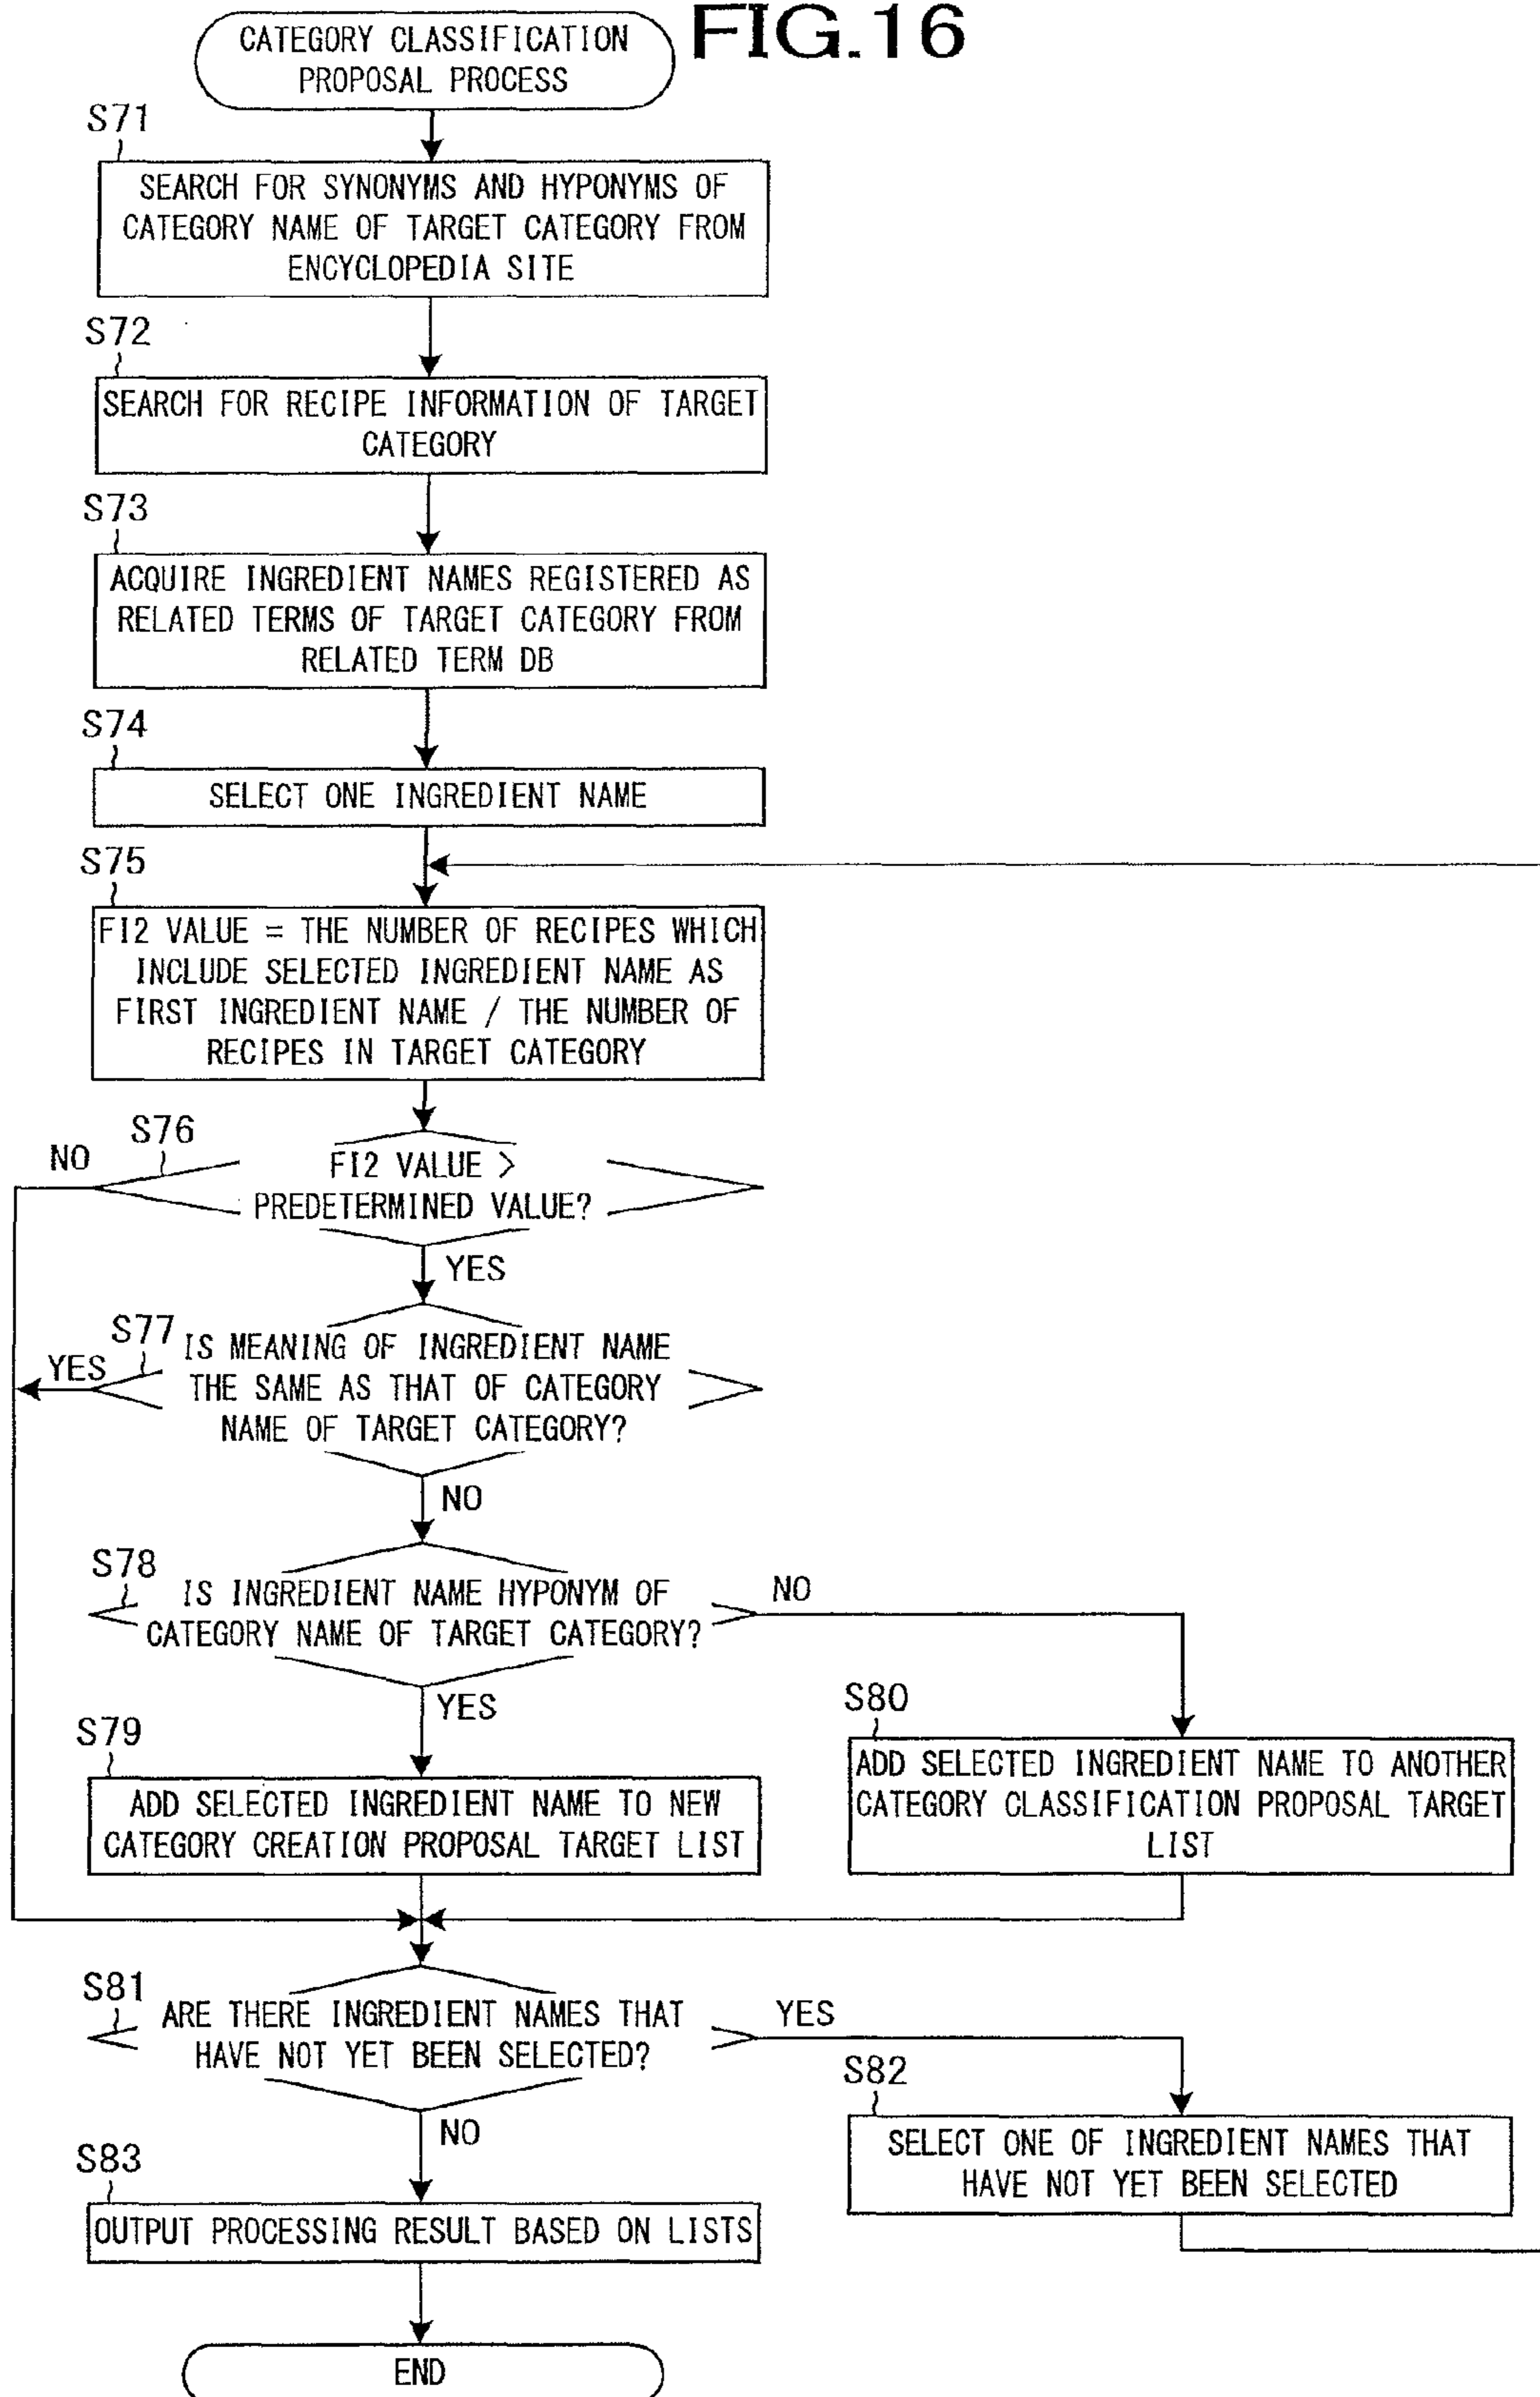 FIG.16
CATEGORY CLASSIFICATION
PROPOSAL PROCESS
S71
SEARCH FOR SYNONYMS AND HYPONYMS OF
CATEGORY NAME OF TARGET CATEGORY FROM
ENCYCLOPEDIA SITE
S72
SEARCH FOR RECIPE INFORMATION OF TARGET
CATEGORY
S73
ACQUIRE INGREDIENT NAMES REGISTERED AS
RELATED TERMS OF TARGET CATEGORY FROM
RELATED TERM DB
S74
SELECT ONE INGREDIENT NAME
S75
FI2 VALUE = THE NUMBER OF RECIPES WHICH
INCLUDE SELECTED INGREDIENT NAME AS
FIRST INGREDIENT NAME / THE NUMBER OF
RECIPES IN TARGET CATEGORY
S76
NO
FI2 VALUE >
PREDETERMINED VALUE?
YES
S77
YES
IS MEANING OF INGREDIENT NAME
THE SAME AS THAT OF CATEGORY
NAME OF TARGET CATEGORY?
NO
S78
IS INGREDIENT NAME HYPONYM OF
CATEGORY NAME OF TARGET CATEGORY?
NO
YES
S79
ADD SELECTED INGREDIENT NAME TO NEW
CATEGORY CREATION PROPOSAL TARGET LIST
S80
ADD SELECTED INGREDIENT NAME TO ANOTHER
CATEGORY CLASSIFICATION PROPOSAL TARGET
LIST
S81
ARE THERE INGREDIENT NAMES THAT
HAVE NOT YET BEEN SELECTED?
YES
NO
S82
SELECT ONE OF INGREDIENT NAMES THAT
HAVE NOT YET BEEN SELECTED
S83
OUTPUT PROCESSING RESULT BASED ON LISTS
END